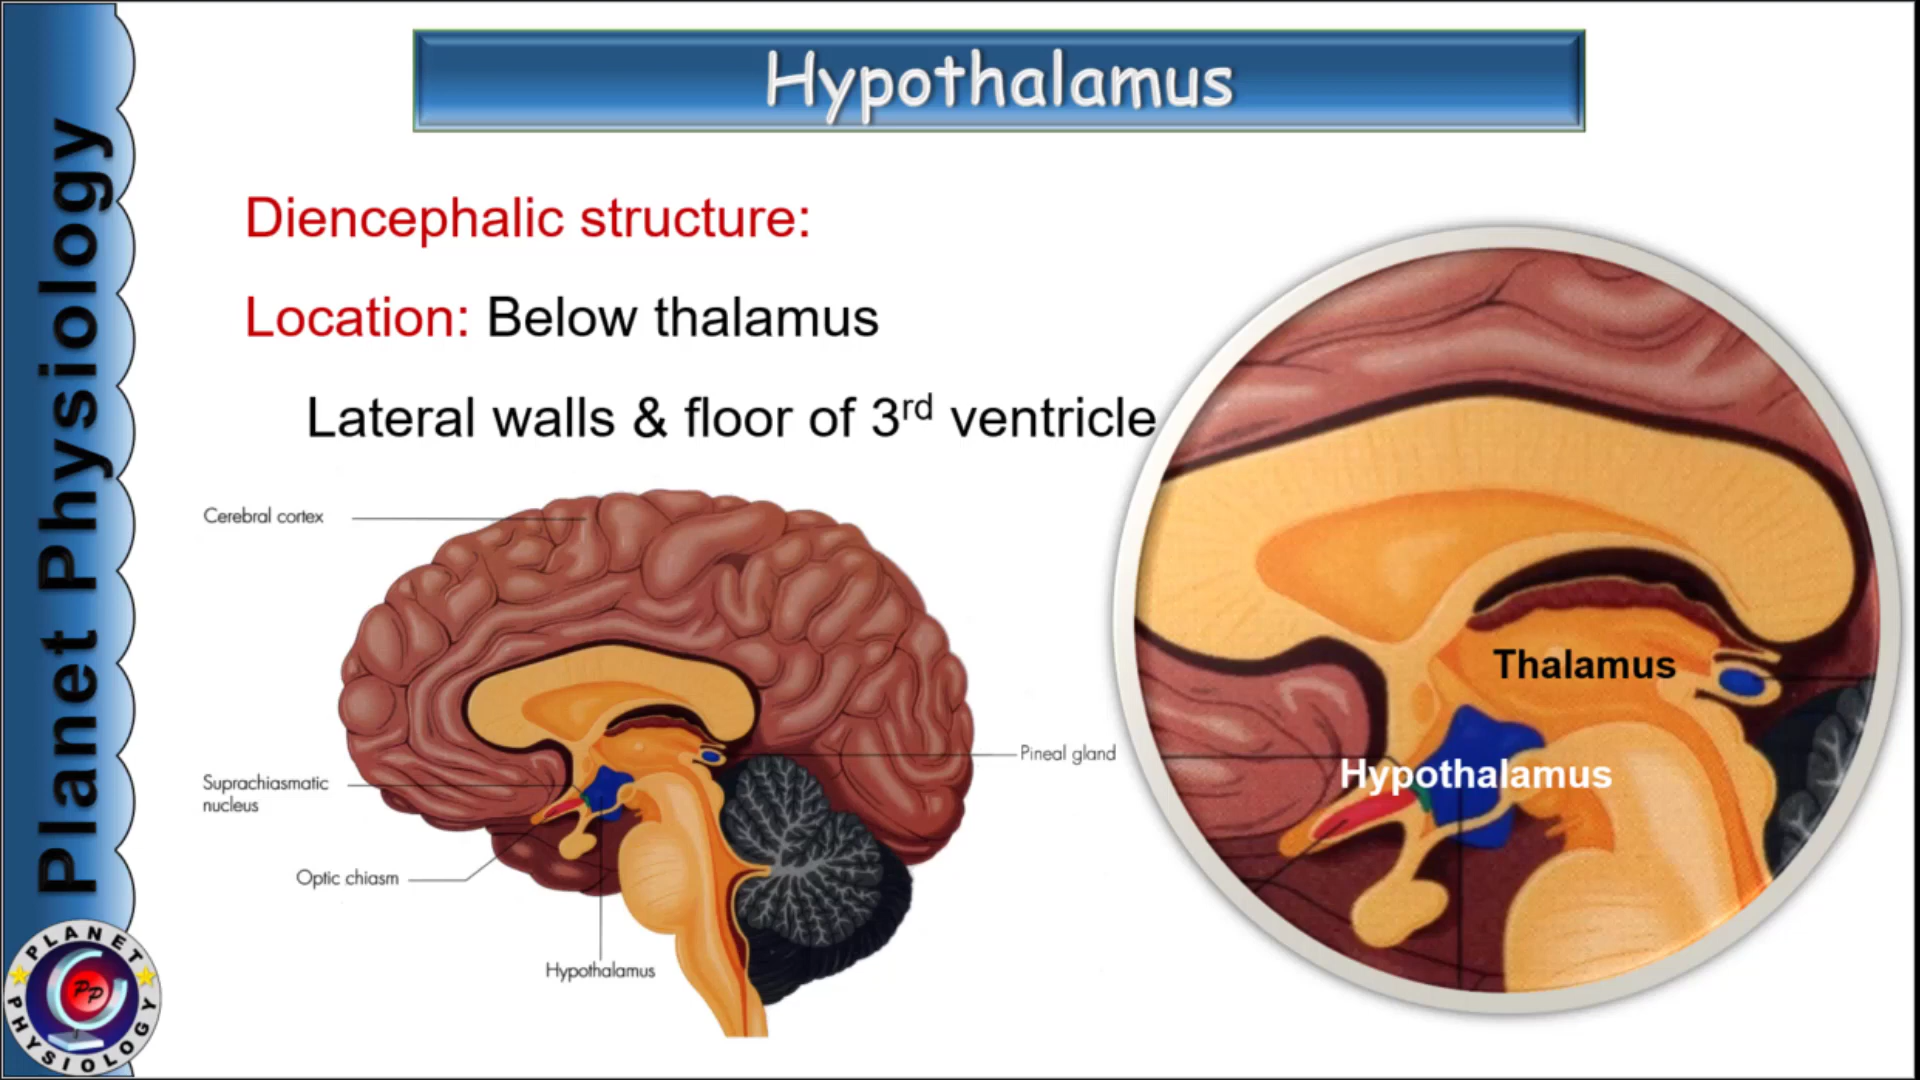 Hypothalamus
Planet Physiology
Diencephalic structure:
Location: Below thalamus
Lateral walls & floor of 3rd ventricle
Cerebral cortex
Suprachiasmatic
nucleus
Optic chiasm
Hypothalamus
Pineal gland
Thalamus
Hypothalamus
PLANET
PP
PHYSIOLOGY